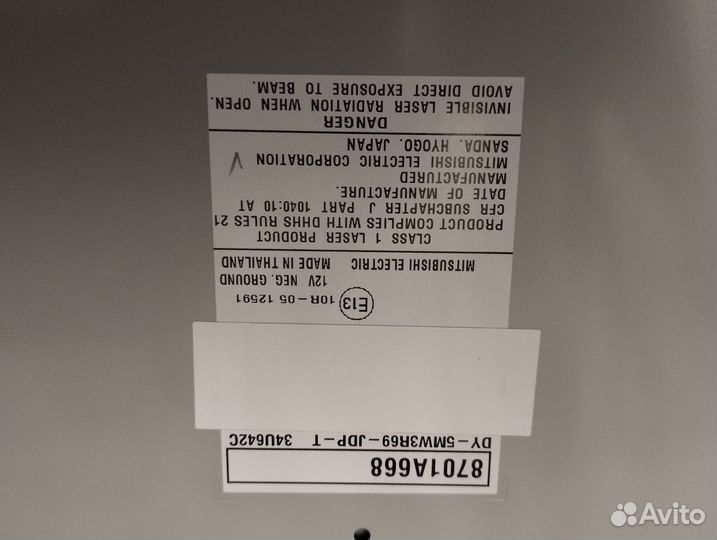 8701A668
DY-5MW3R69-JDP-T 34U642C
E13 10R-05 12591
12V NEG. GROUND
MITSUBISHI ELECTRIC MADE IN THAILAND
CLASS 1 LASER PRODUCT
PRODUCT COMPLIES WITH DHHS RULES 21
CFR SUBCHAPTER J PART 1040:10 AT
DATE OF MANUFACTURE.
MANUFACTURED
MITSUBISHI ELECTRIC CORPORATION
SANDA. HYOGO. JAPAN
DANGER
INVISIBLE LASER RADIATION WHEN OPEN.
AVOID DIRECT EXPOSURE TO BEAM.
Avito